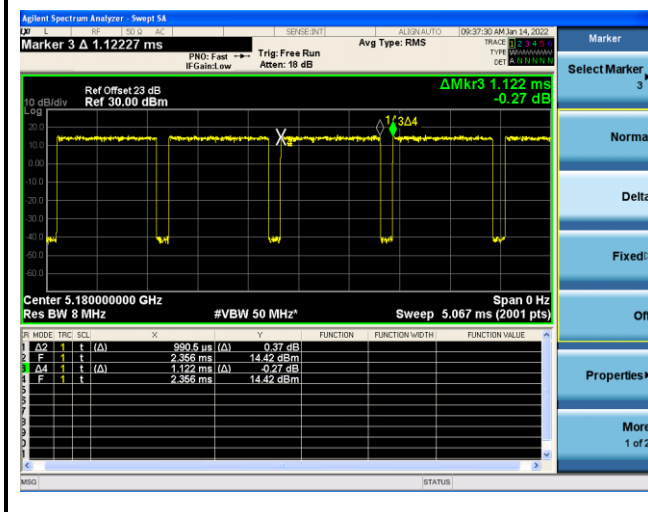 Agilent Spectrum Analyzer - Swept SA
LXI L RF 50 Ω AC SENSE:INT ALIGN AUTO 09:37:30 AM Jan 14, 2022
Marker 3 Δ 1.12227 ms
PNO: Fast
IFGain:Low
Trig: Free Run
Atten: 18 dB
Avg Type: RMS
TRACE 1 2 3 4 5 6
TYPE
DET A N N N N N
ΔMkr3 1.122 ms
-0.27 dB
Ref Offset 23 dB
10 dB/div Ref 30.00 dBm
Log
20.0
10.0
0.00
-10.0
-20.0
-30.0
-40.0
-50.0
-60.0
X
3Δ4
Center 5.180000000 GHz Span 0 Hz
Res BW 8 MHz #VBW 50 MHz* Sweep 5.067 ms (2001 pts)
MODE TRC SCL X Y FUNCTION FUNCTION WIDTH FUNCTION VALUE
1 Δ2 1 t (Δ) 990.5 µs (Δ) 0.37 dB
2 F 1 t 2.356 ms 14.42 dBm
3 Δ4 1 t (Δ) 1.122 ms (Δ) -0.27 dB
4 F 1 t 2.356 ms 14.42 dBm
5
6
7
8
9
MSG STATUS
Marker
Select Marker
3
Norma
Delta
Fixed
Off
Properties
More
1 of 2